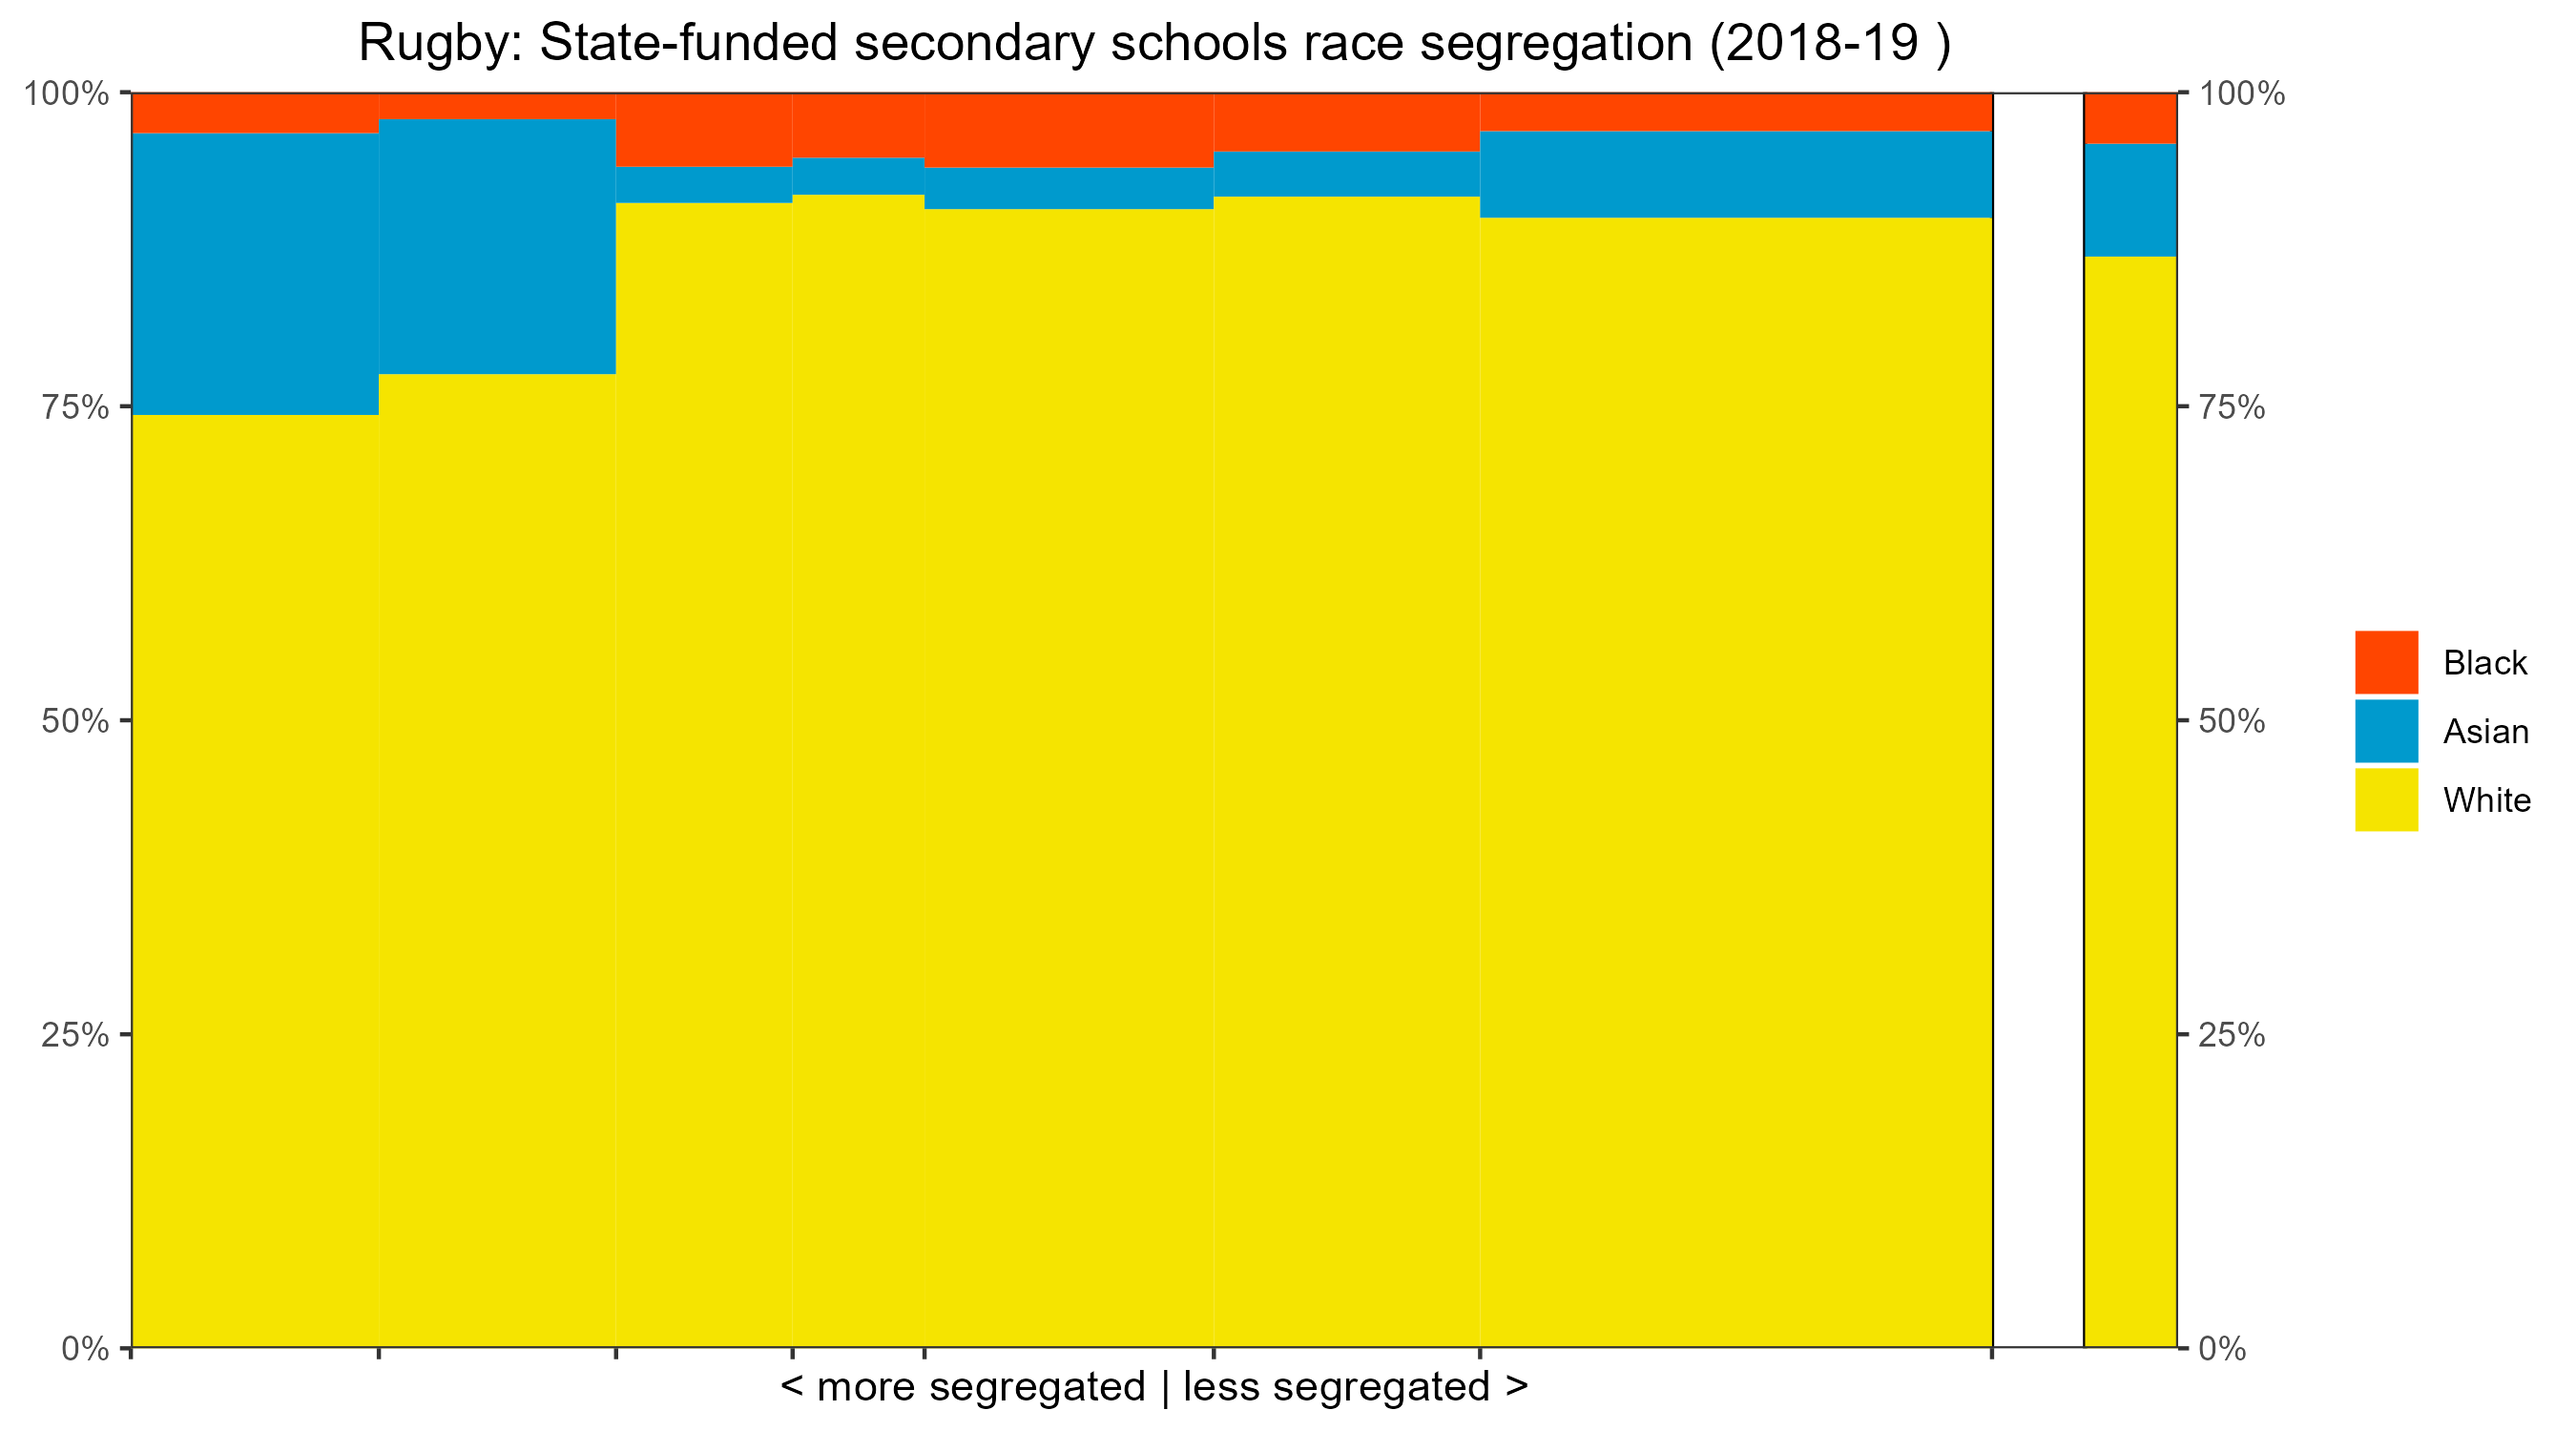 Rugby: State-funded secondary schools race segregation (2018-19 )
100%
75%
50%
25%
0%
100%
75%
50%
25%
0%
Black
Asian
White
< more segregated | less segregated >